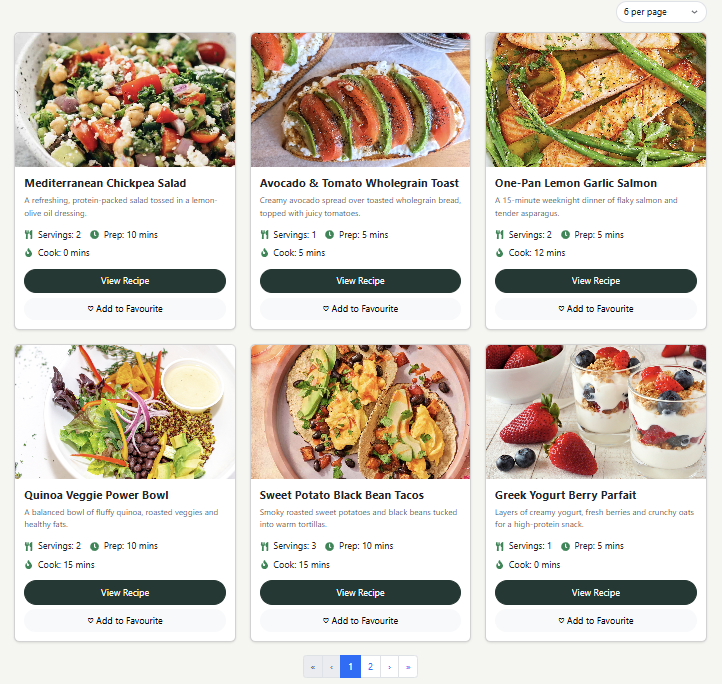 6 per page
Mediterranean Chickpea Salad
A refreshing, protein-packed salad tossed in a lemon-
olive oil dressing.
Servings: 2 Prep: 10 mins
Cook: 0 mins
View Recipe
Add to Favourite
Avocado & Tomato Wholegrain Toast
Creamy avocado spread over toasted wholegrain bread,
topped with juicy tomatoes.
Servings: 1 Prep: 5 mins
Cook: 5 mins
View Recipe
Add to Favourite
One-Pan Lemon Garlic Salmon
A 15-minute weeknight dinner of flaky salmon and
tender asparagus.
Servings: 2 Prep: 5 mins
Cook: 12 mins
View Recipe
Add to Favourite
Quinoa Veggie Power Bowl
A balanced bowl of fluffy quinoa, roasted veggies and
healthy fats.
Servings: 2 Prep: 10 mins
Cook: 15 mins
View Recipe
Add to Favourite
Sweet Potato Black Bean Tacos
Smoky roasted sweet potatoes and black beans tucked
into warm tortillas.
Servings: 3 Prep: 10 mins
Cook: 15 mins
View Recipe
Add to Favourite
Greek Yogurt Berry Parfait
Layers of creamy yogurt, fresh berries and crunchy oats
for a high-protein snack.
Servings: 1 Prep: 5 mins
Cook: 0 mins
View Recipe
Add to Favourite
« ‹ 1 2 › »